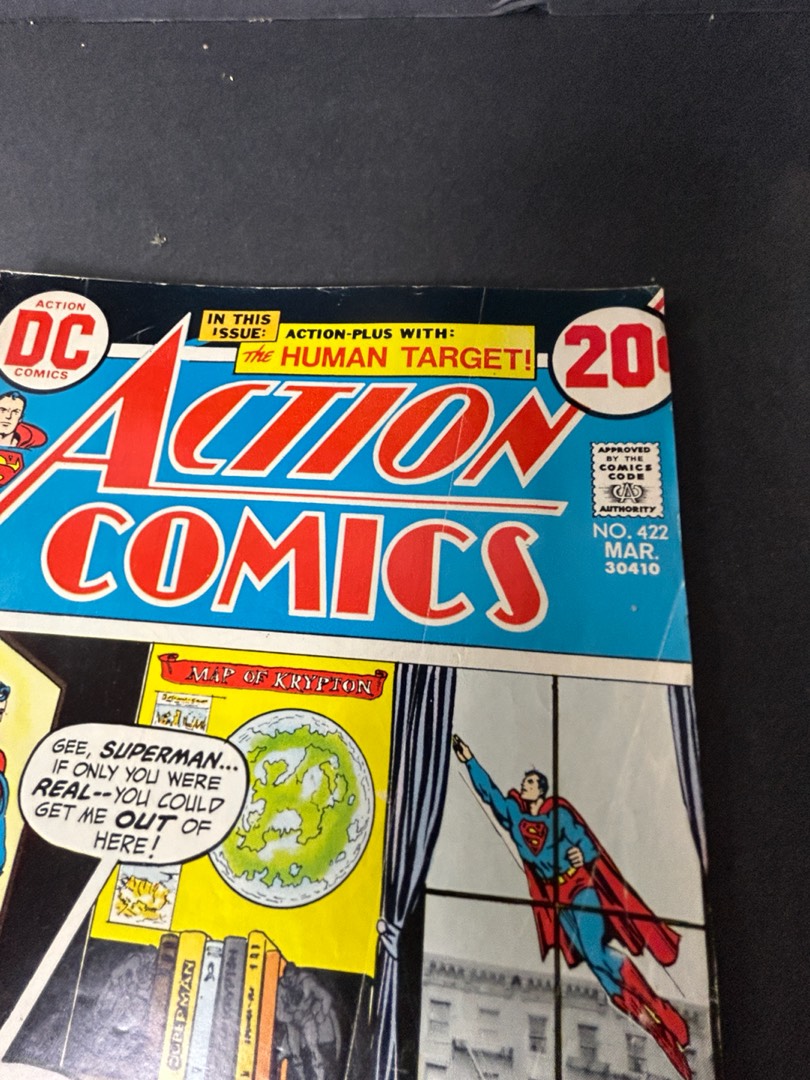 ACTION
DC
COMICS
IN THIS
ISSUE:
ACTION-PLUS WITH:
The HUMAN TARGET!
20¢
ACTION
COMICS
APPROVED
BY THE
COMICS
CODE
CA
AUTHORITY
NO. 422
MAR.
30410
MAP OF KRYPTON
GEE, SUPERMAN...
IF ONLY YOU WERE
REAL--YOU COULD
GET ME OUT OF
HERE!
SUPERMAN
KRYPTON